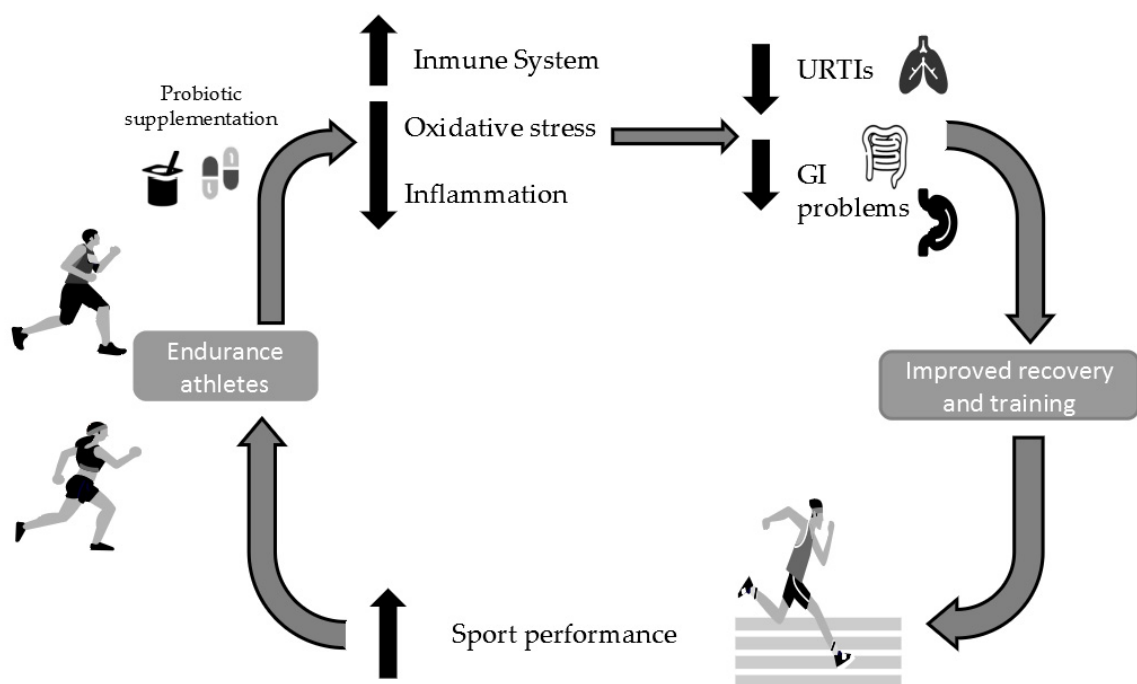 Probiotic
supplementation
Inmune System
Oxidative stress
Inflammation
URTIs
GI
problems
Endurance
athletes
Improved recovery
and training
Sport performance